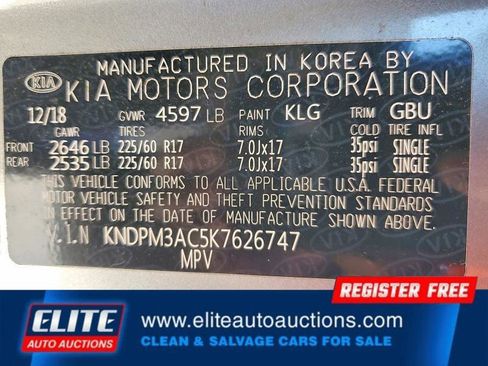 MANUFACTURED IN KOREA BY
KIA KIA MOTORS CORPORATION
12/18 GVWR 4597 LB PAINT KLG TRIM GBU
GAWR TIRES RIMS COLD TIRE INFL
FRONT 2646 LB 225/60 R17 7.0Jx17 35psi SINGLE
REAR 2535 LB 225/60 R17 7.0Jx17 35psi SINGLE
THIS VEHICLE CONFORMS TO ALL APPLICABLE U.S.A. FEDERAL
MOTOR VEHICLE SAFETY AND THEFT PREVENTION STANDARDS
IN EFFECT ON THE DATE OF MANUFACTURE SHOWN ABOVE.
V.I.N KNDPM3AC5K7626747
MPV
REGISTER FREE
ELITE
AUTO AUCTIONS
www.eliteautoauctions.com
CLEAN & SALVAGE CARS FOR SALE